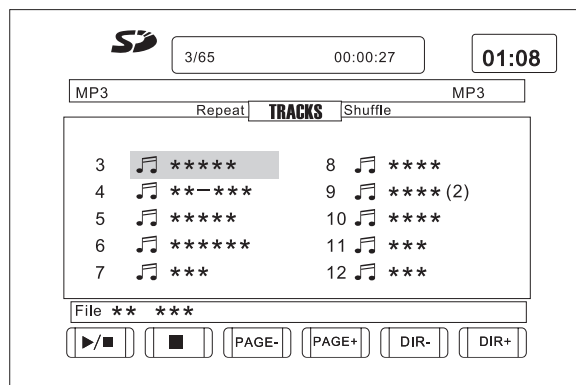 SD
3/65 00:00:27
01:08
MP3 MP3
Repeat TRACKS Shuffle
3 ***** 8 ****
4 **-*** 9 ****(2)
5 ***** 10 ****
6 ****** 11 ***
7 *** 12 ***
File ** ***
PAGE- PAGE+ DIR- DIR+